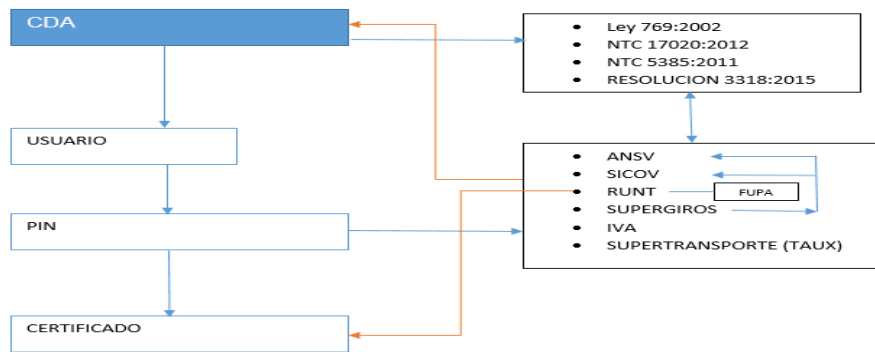 CDA
• Ley 769:2002
• NTC 17020:2012
• NTC 5385:2011
• RESOLUCION 3318:2015
USUARIO
PIN
CERTIFICADO
• ANSV
• SICOV
• RUNT
FUPA
• SUPERGIROS
• IVA
• SUPERTRANSPORTE (TAUX)